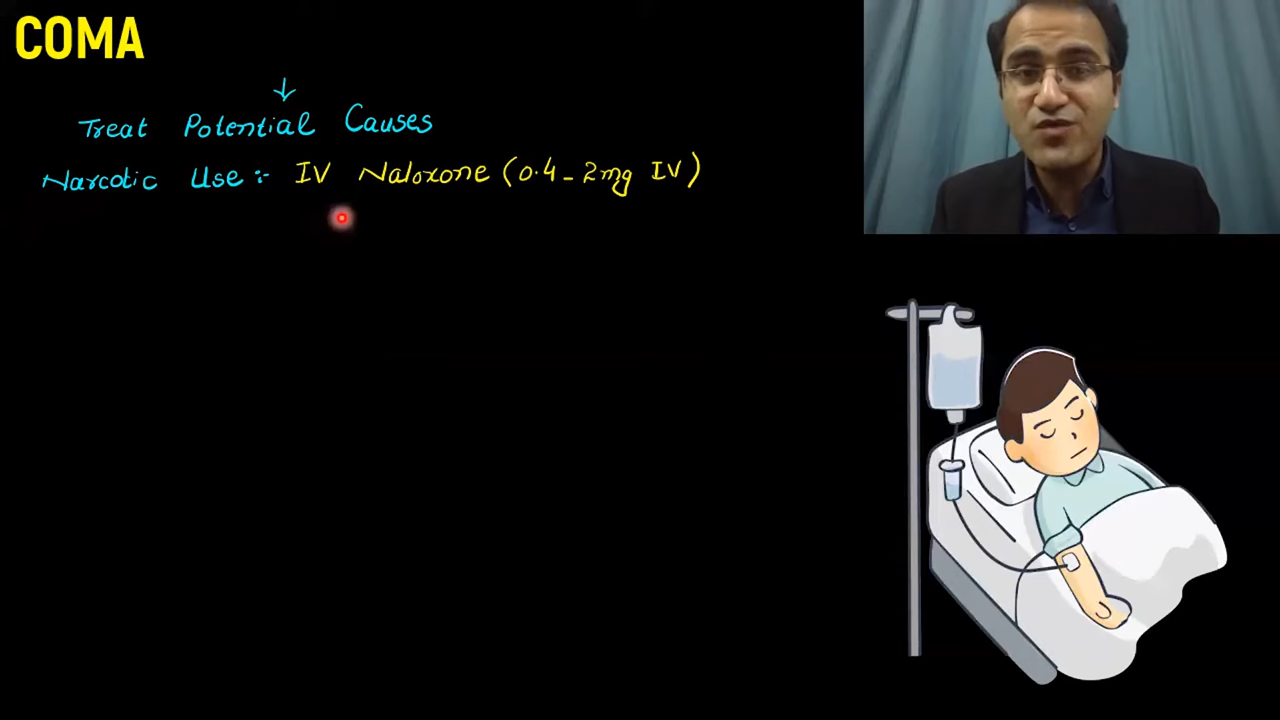 COMA
Treat Potential Causes
Narcotic Use :- IV Naloxone (0.4 - 2mg IV)